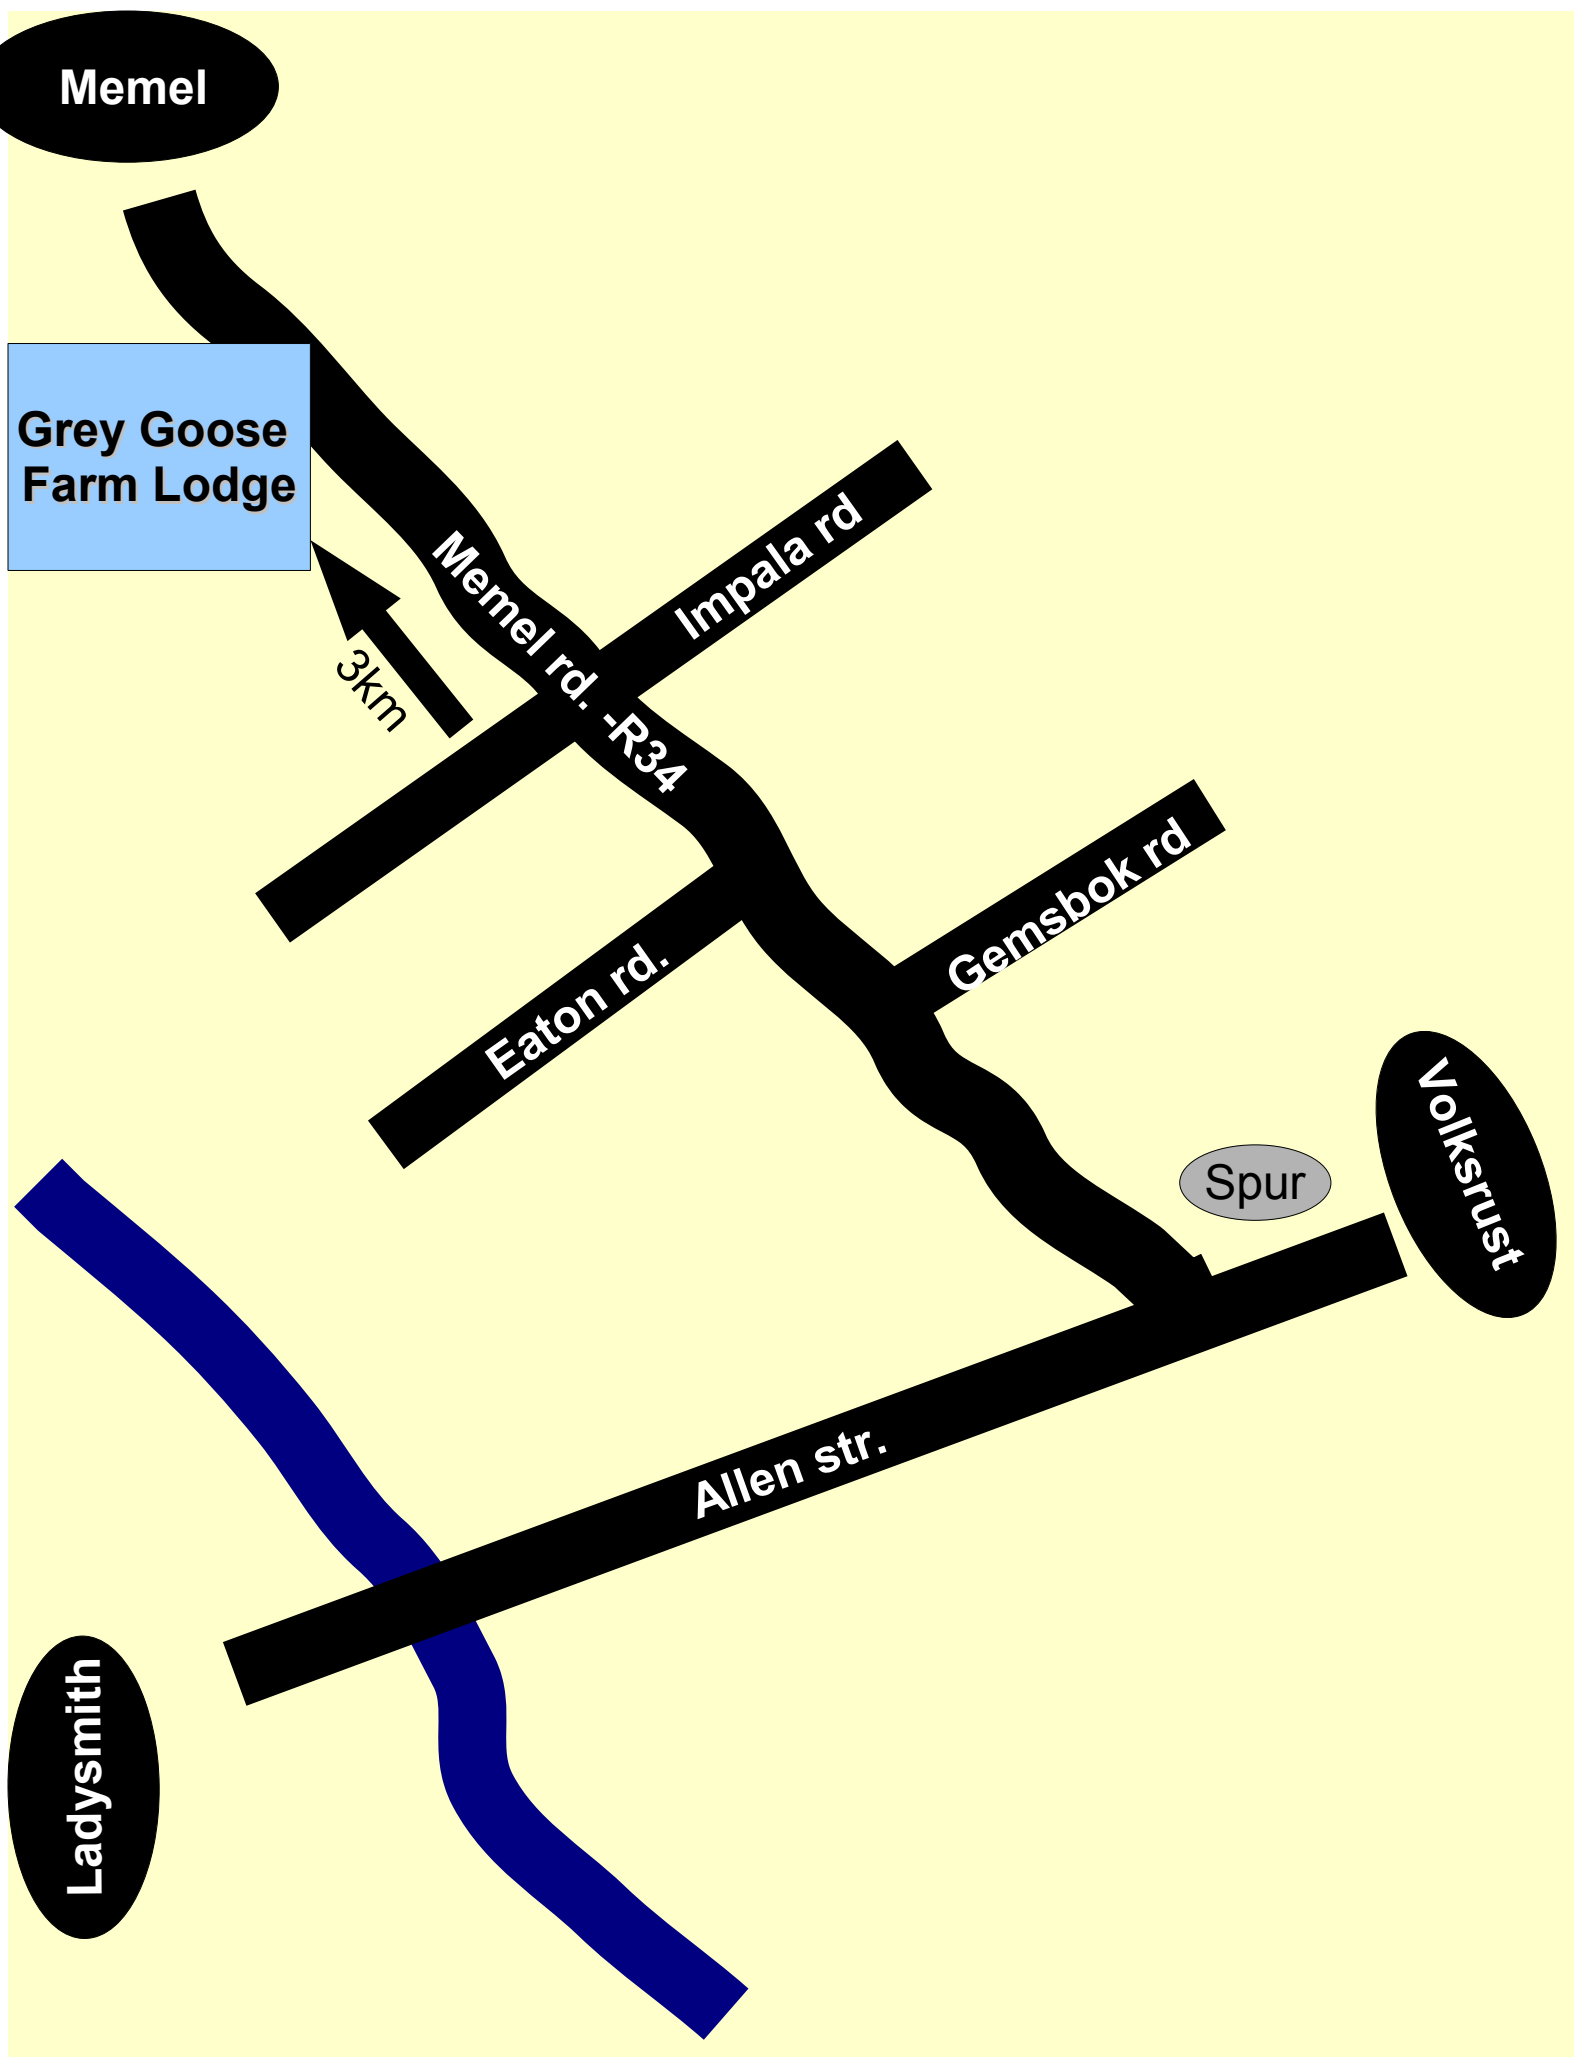 Memel
Grey Goose
Farm Lodge
Impala rd
Memel rd. -R34
3km
Gemsbok rd
Eaton rd.
Volksrust
Spur
Allen str.
Ladysmith